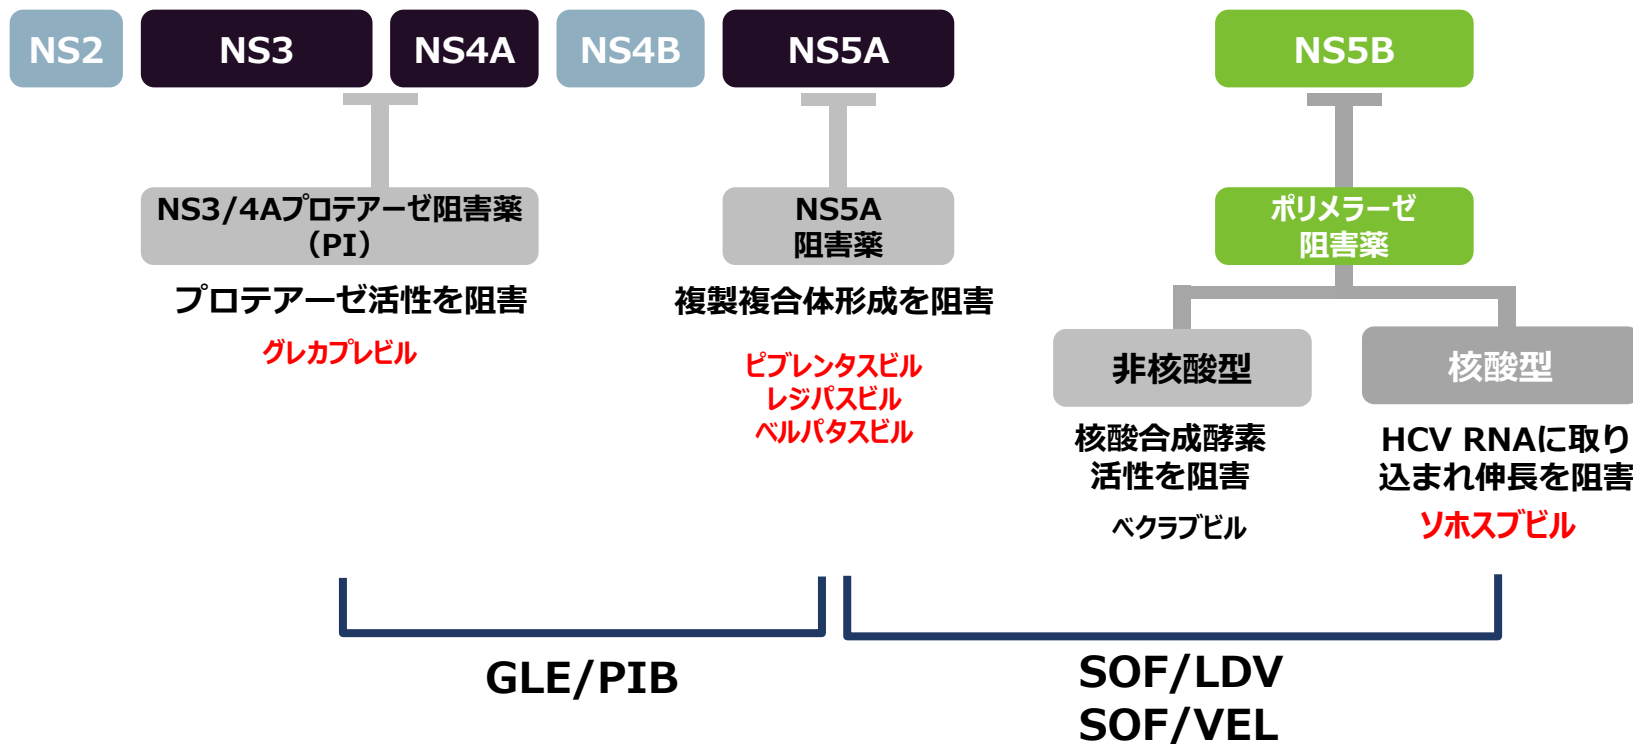 NS2
NS3
NS4A
NS4B
NS5A
NS5B
NS3/4Aプロテアーゼ阻害薬
（PI）
プロテアーゼ活性を阻害
グレカプレビル
NS5A
阻害薬
複製複合体形成を阻害
ピブレンタスビル
レジパスビル
ベルパタスビル
ポリメラーゼ
阻害薬
非核酸型
核酸合成酵素
活性を阻害
ベクラブビル
核酸型
HCV RNAに取り
込まれ伸長を阻害
ソホスブビル
GLE/PIB
SOF/LDV
SOF/VEL